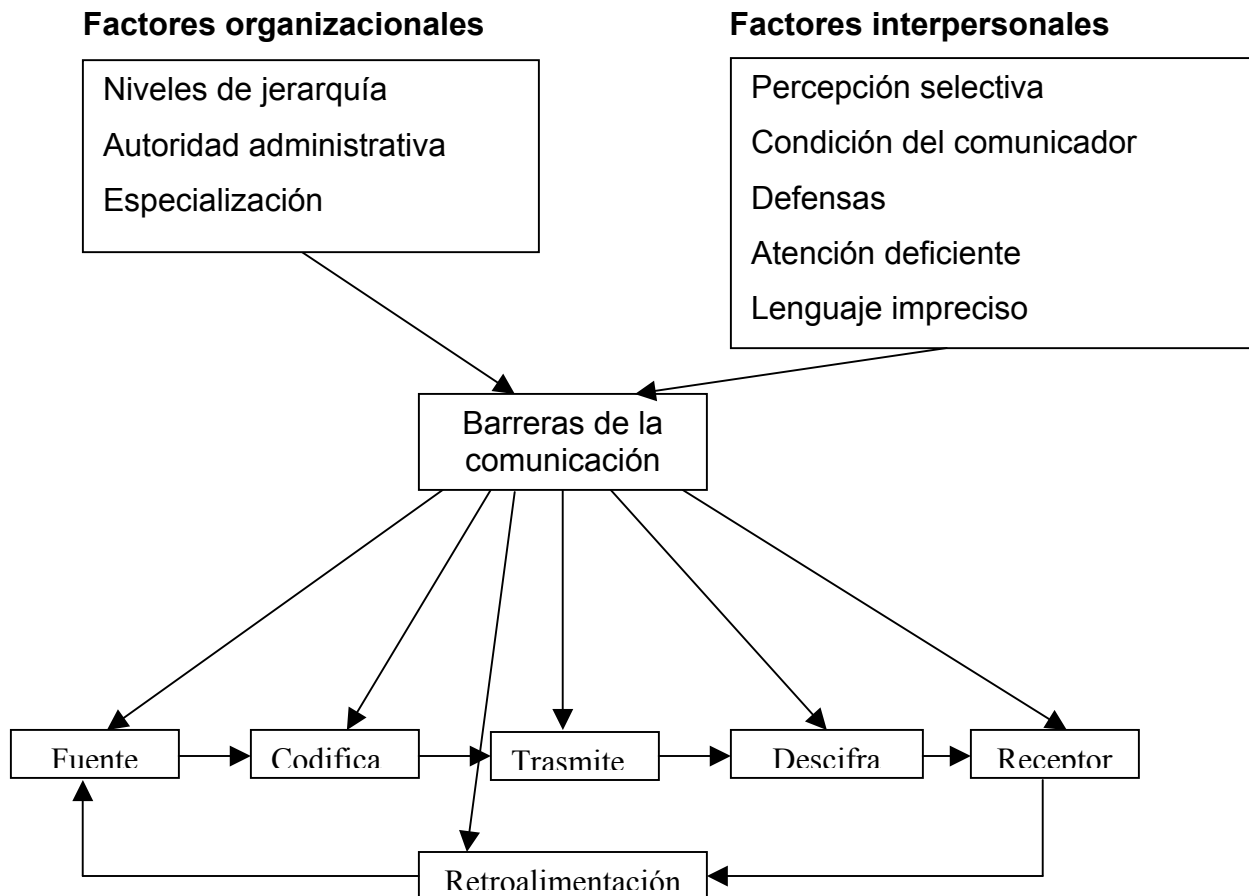 Factores organizacionales
Niveles de jerarquía
Autoridad administrativa
Especialización
Factores interpersonales
Percepción selectiva
Condición del comunicador
Defensas
Atención deficiente
Lenguaje impreciso
Barreras de la
comunicación
Fuente
Codifica
Trasmite
Descifra
Receptor
Retroalimentación